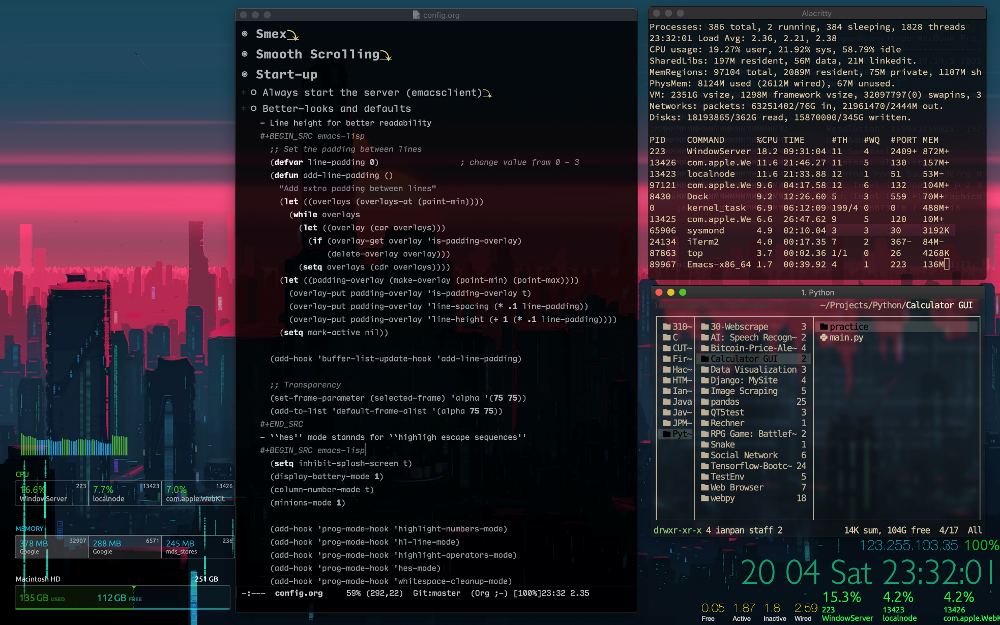 config.org
Smex
Smooth Scrolling
Start-up
* Always start the server (emacsclient)
* Better-looks and defaults
- Line height for better readability
#+BEGIN_SRC emacs-lisp
;; Set the padding between lines
(defvar line-padding 0) ; change value from 0 - 3
(defun add-line-padding ()
"Add extra padding between lines"
(let ((overlays (overlays-at (point-min))))
(while overlays
(let ((overlay (car overlays)))
(if (overlay-get overlay 'is-padding-overlay)
(delete-overlay overlay)))
(setq overlays (cdr overlays))))
(let ((padding-overlay (make-overlay (point-min) (point-max))))
(overlay-put padding-overlay 'is-padding-overlay t)
(overlay-put padding-overlay 'line-spacing (* .1 line-padding))
(overlay-put padding-overlay 'line-height (+ 1 (* .1 line-padding))))
(setq mark-active nil))
(add-hook 'buffer-list-update-hook 'add-line-padding)
;; Transparency
(set-frame-parameter (selected-frame) 'alpha '(75 75))
(add-to-list 'default-frame-alist '(alpha 75 75))
#+END_SRC
- ``hes'' mode stannds for ``highligh escape sequences''
#+BEGIN_SRC emacs-lisp
(setq inhibit-splash-screen t)
(display-battery-mode 1)
(column-number-mode t)
(minions-mode 1)
(add-hook 'prog-mode-hook 'highlight-numbers-mode)
(add-hook 'prog-mode-hook 'hl-line-mode)
(add-hook 'prog-mode-hook 'highlight-operators-mode)
(add-hook 'prog-mode-hook 'hes-mode)
(add-hook 'prog-mode-hook 'whitespace-cleanup-mode)
-:--- config.org 59% (292,22) Git:master (Org ;-) [100%]23:32 2.35
Alacritty
Processes: 386 total, 2 running, 384 sleeping, 1828 threads
23:32:01 Load Avg: 2.36, 2.21, 2.38
CPU usage: 19.27% user, 21.92% sys, 58.79% idle
SharedLibs: 197M resident, 56M data, 21M linkedit.
MemRegions: 97104 total, 2089M resident, 75M private, 1107M sh
PhysMem: 8124M used (2612M wired), 67M unused.
VM: 2351G vsize, 1298M framework vsize, 32097797(0) swapins, 3
Networks: packets: 63251402/76G in, 21961470/2444M out.
Disks: 18193865/362G read, 15870000/345G written.
PID COMMAND %CPU TIME #TH #WQ #PORT MEM
223 WindowServer 18.2 09:31:04 11 4 2409+ 872M+
13426 com.apple.We 11.6 21:46.27 11 5 130 157M+
13423 localnode 11.6 21:33.88 12 1 51 53M-
97121 com.apple.We 9.6 04:17.58 12 6 132 104M+
8430 Dock 9.2 12:26.60 5 3 559 70M+
0 kernel_task 6.9 06:12:09 199/4 0 0 488M+
13425 com.apple.We 6.6 26:47.62 9 5 120 10M+
65906 sysmond 4.9 02:10.04 3 3 30 3192K
24134 iTerm2 4.0 00:17.35 7 2 367- 84M-
87863 top 3.7 00:02.36 1/1 0 26 4268K
89967 Emacs-x86_64 1.7 00:39.92 4 1 223 136M
1. Python
~/Projects/Python/Calculator GUI
310~ 30-Webscrape 3 practice
C AI: Speech Recogn~ 2 main.py
CUT~ Bitcoin-Price-Ale~ 4
Fir~ Calculator GUI 2
Hac~ Data Visualization 3
HTM~ Django: MySite 4
Ian~ Image Scraping 5
Java pandas 25
Jav~ QT5test 3
JPM~ Rechner 1
Pyt~ RPG Game: Battlef~ 2
Snake 1
Social Network 6
Tensorflow-Bootc~ 24
TestEnv 5
Web Browser 7
webpy 18
drwxr-xr-x 4 ianpan staff 2 14K sum, 104G free 4/17 All
CPU
16.6% 223 7.7% 13423 7.0% 13426
WindowServer localnode com.apple.WebKit
MEMORY
378 MB 32907 288 MB 6571 245 MB 236
Google Google mds_stores
Macintosh HD 251 GB
135 GB USED 112 GB FREE
123.255.103.35 100%
20 04 Sat 23:32:01
0.05 1.87 1.8 2.59
Free Active Inactive Wired
15.3% 4.2% 4.2%
223 13423 13426
WindowServer localnode com.apple.WebK